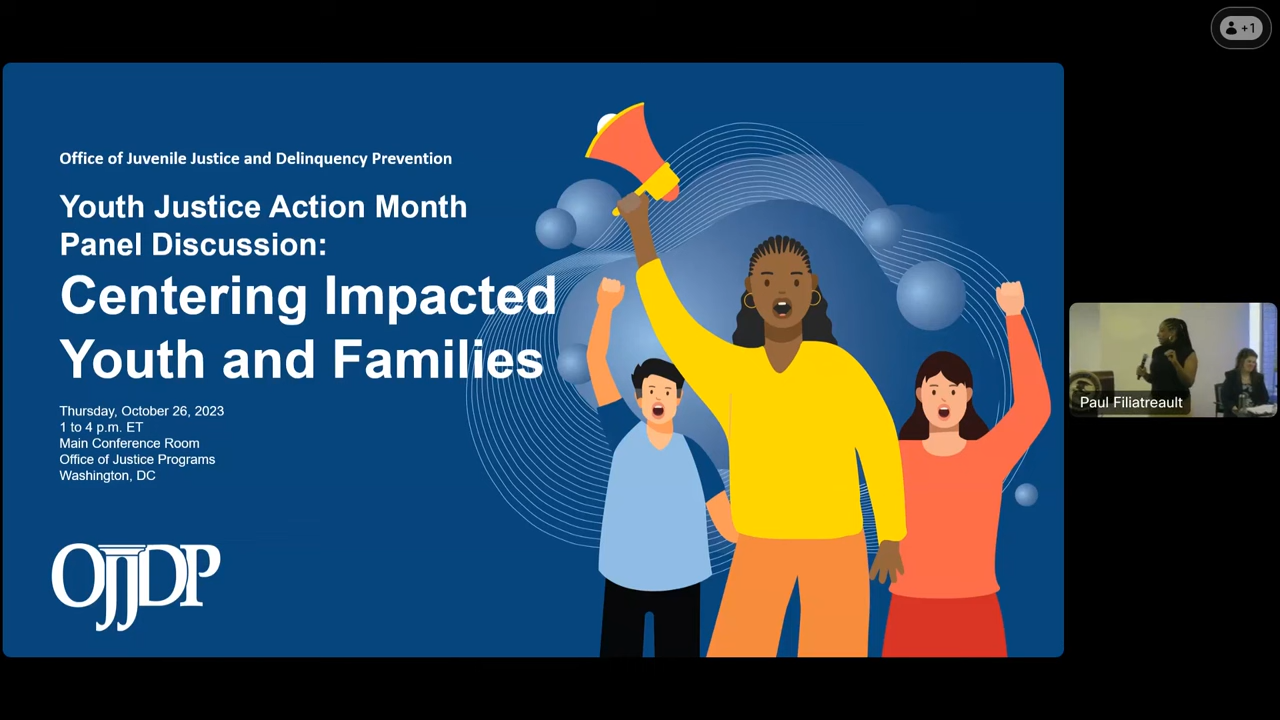 +1
Office of Juvenile Justice and Delinquency Prevention
Youth Justice Action Month
Panel Discussion:
Centering Impacted
Youth and Families
Thursday, October 26, 2023
1 to 4 p.m. ET
Main Conference Room
Office of Justice Programs
Washington, DC
OJJDP
Paul Filiatreault